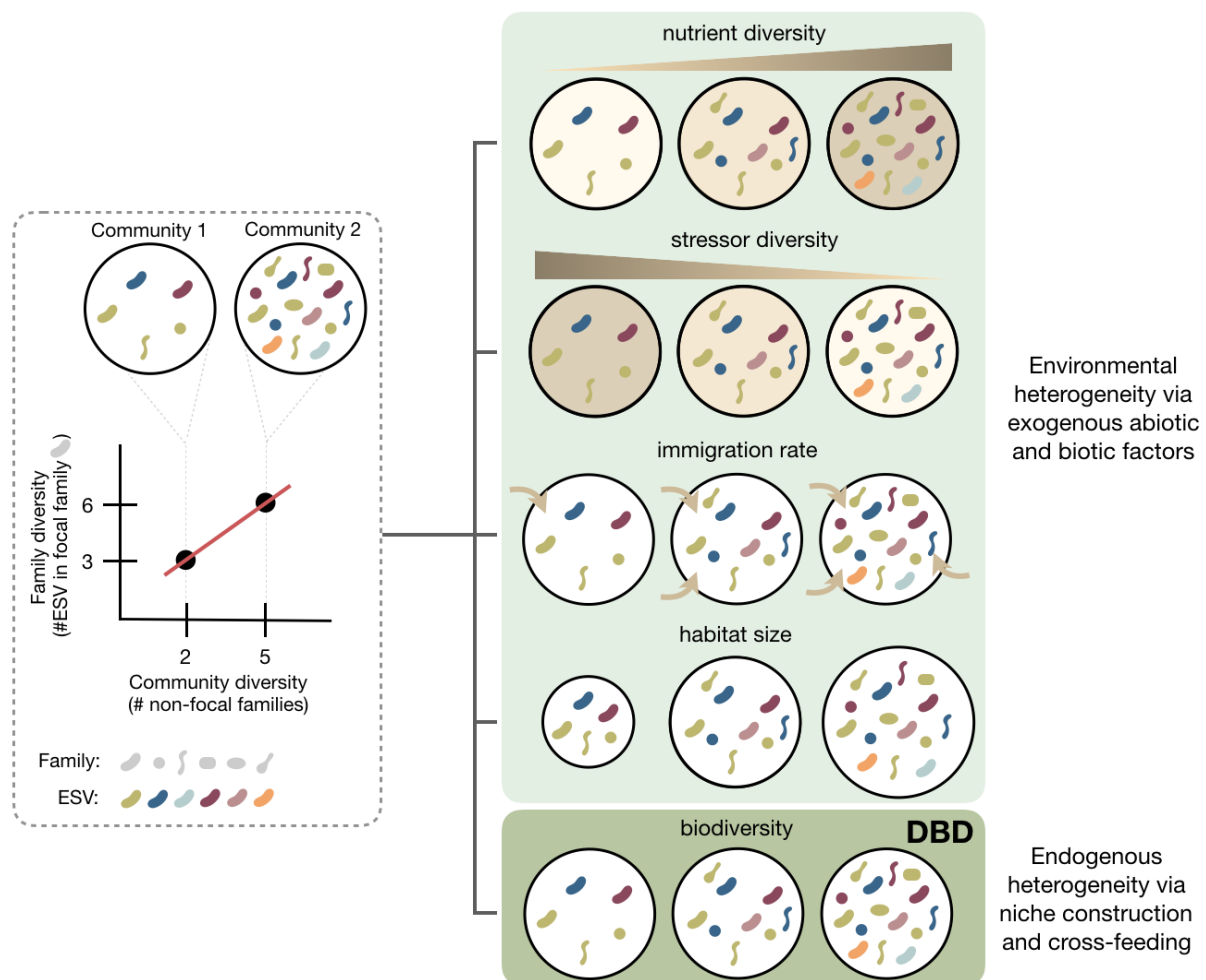 Community 1
Community 2
Family diversity
(#ESV in focal family )
6
3
2
5
Community diversity
(# non-focal families)
Family:
ESV:
nutrient diversity
stressor diversity
immigration rate
habitat size
biodiversity
DBD
Environmental
heterogeneity via
exogenous abiotic
and biotic factors
Endogenous
heterogeneity via
niche construction
and cross-feeding